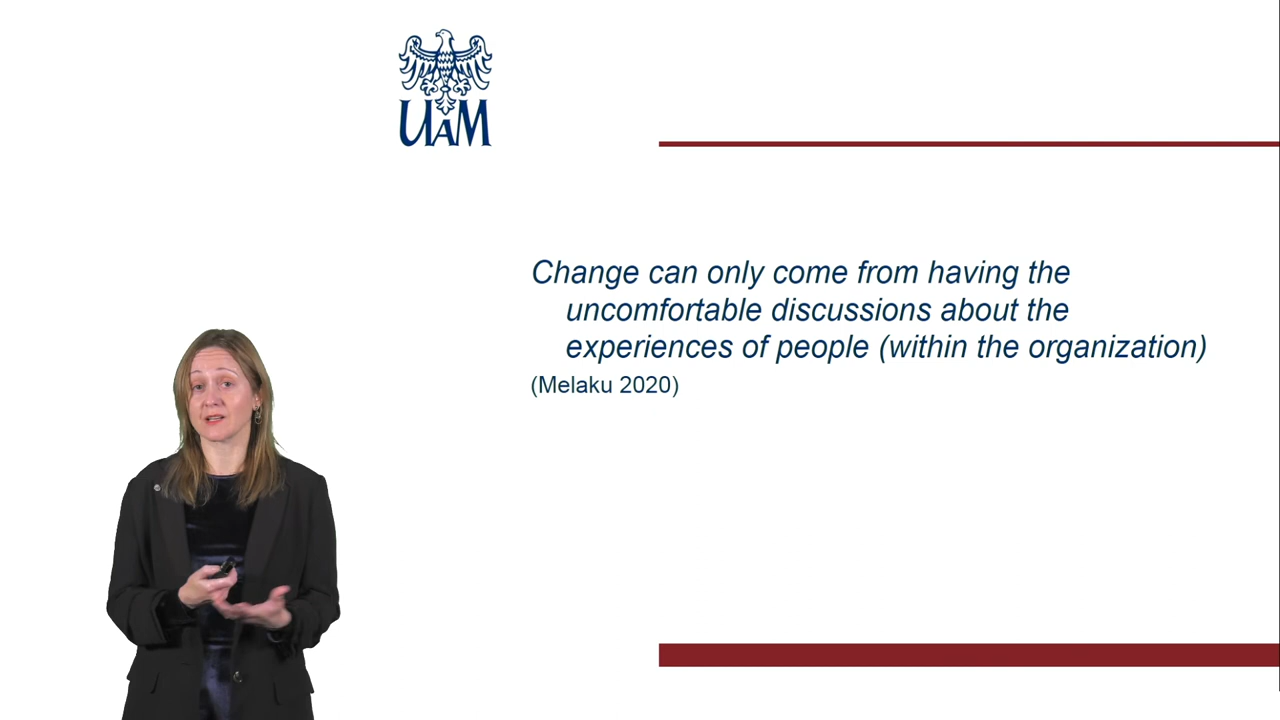 UAM
Change can only come from having the
uncomfortable discussions about the
experiences of people (within the organization)
(Melaku 2020)